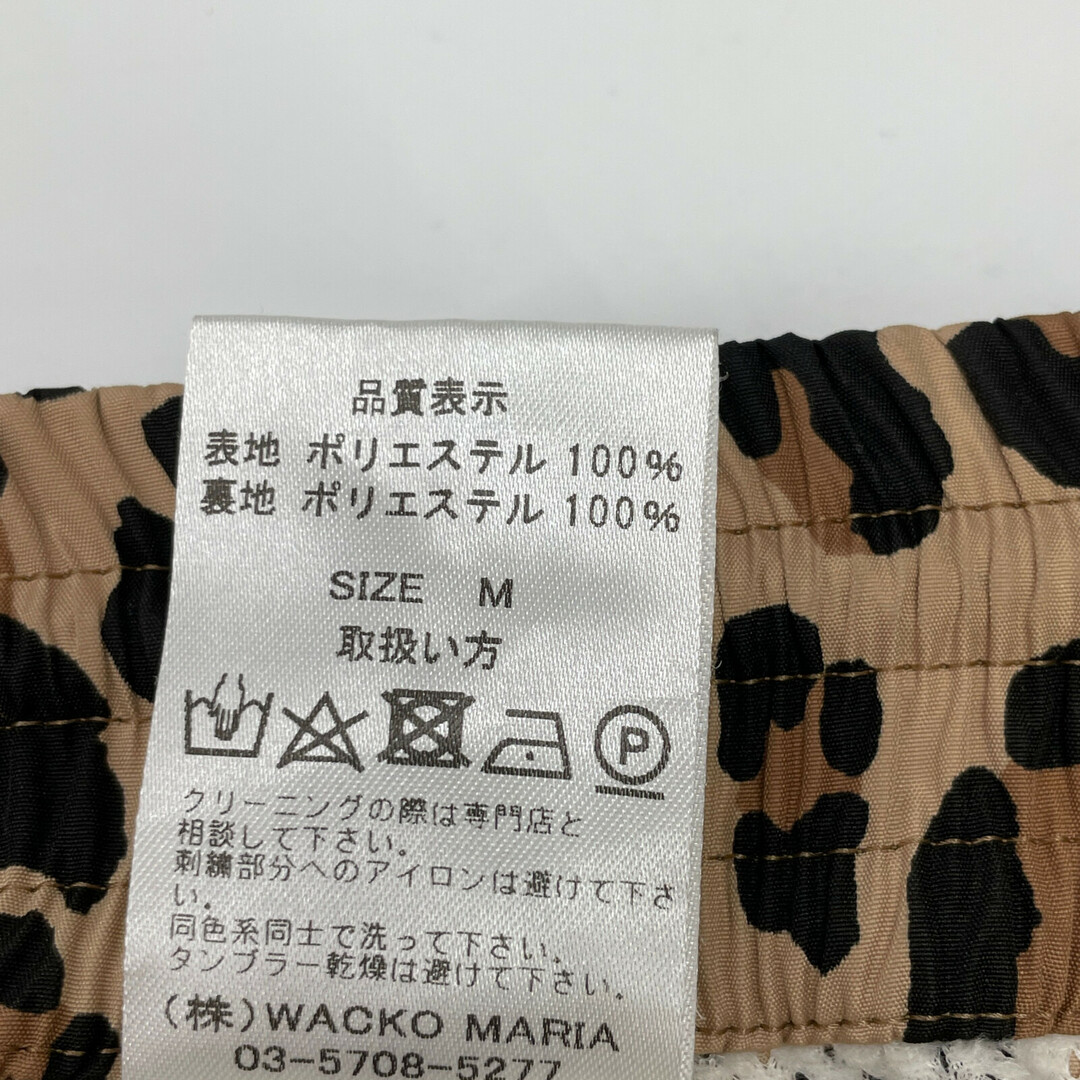 品質表示
表地 ポリエステル 100%
裏地 ポリエステル 100%
SIZE M
取扱い方
P
クリーニングの際は専門店と
相談して下さい。
刺繍部分へのアイロンは避けて下さ
い。
同色系同士で洗って下さい。
タンブラー乾燥は避けて下さい。
(株)WACKO MARIA
03-5708-5277